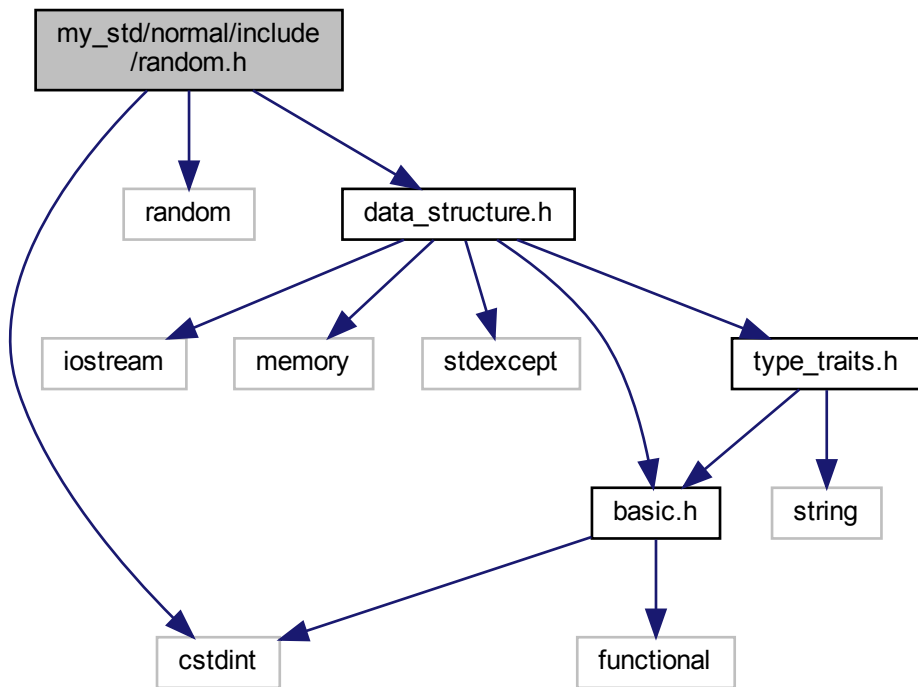 my_std/normal/include
/random.h
random
data_structure.h
iostream
memory
stdexcept
type_traits.h
basic.h
string
cstdint
functional